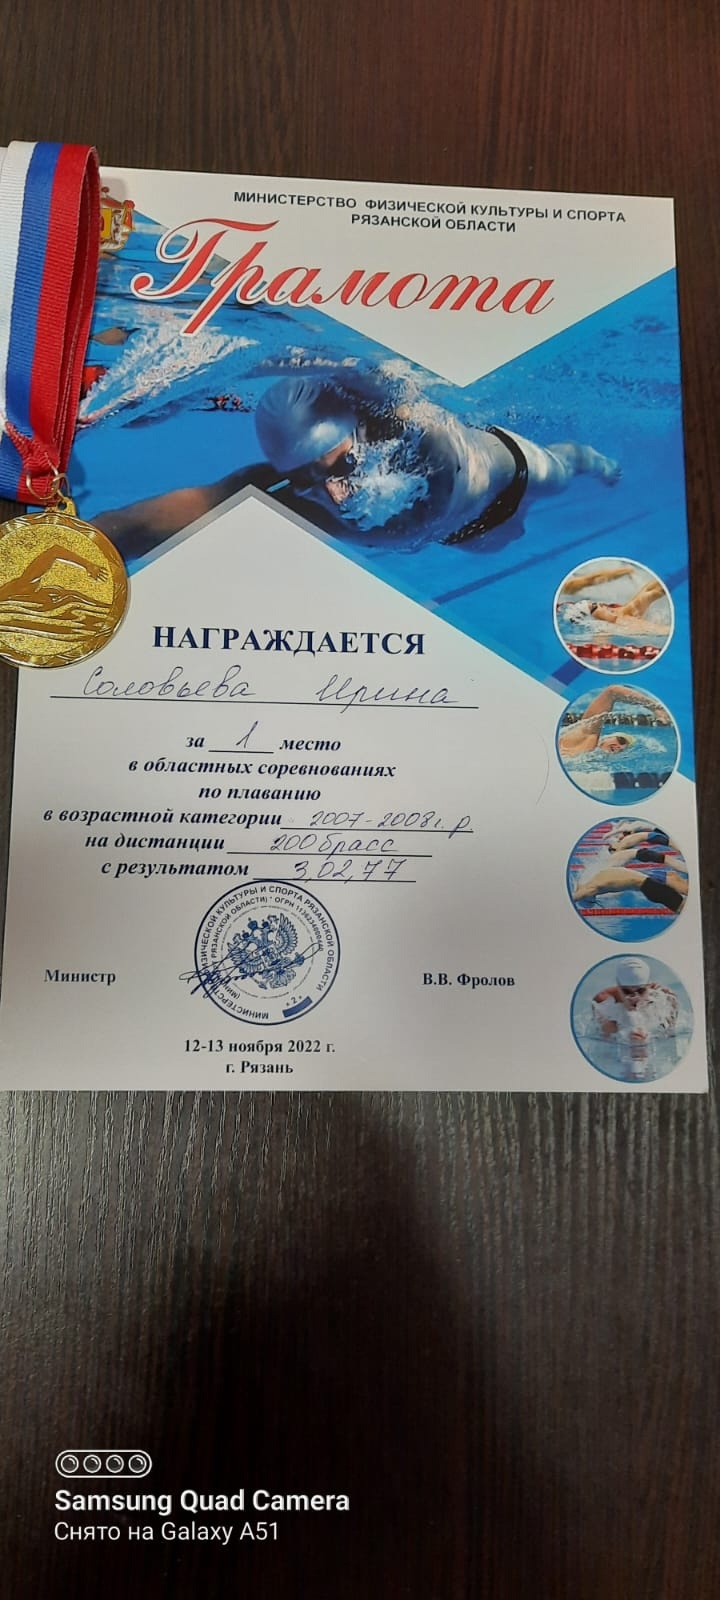 МИНИСТЕРСТВО ФИЗИЧЕСКОЙ КУЛЬТУРЫ И СПОРТА
РЯЗАНСКОЙ ОБЛАСТИ
Грамота
НАГРАЖДАЕТСЯ
Соловьева Ирина
за 1 место
в областных соревнованиях
по плаванию
в возрастной категории 2007-2008 г. р.
на дистанции 200 брасс
с результатом 3,02,77
Министр
В.В. Фролов
12-13 ноября 2022 г.
г. Рязань
Samsung Quad Camera
Снято на Galaxy A51